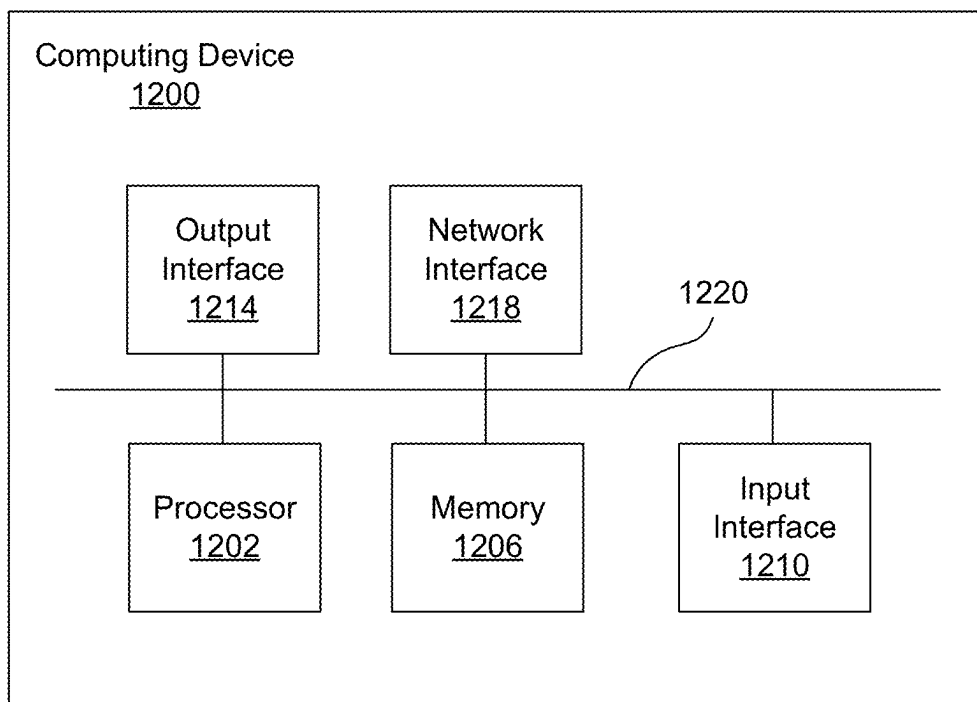 Computing Device
1200
Output
Interface
1214
Network
Interface
1218
1220
Processor
1202
Memory
1206
Input
Interface
1210